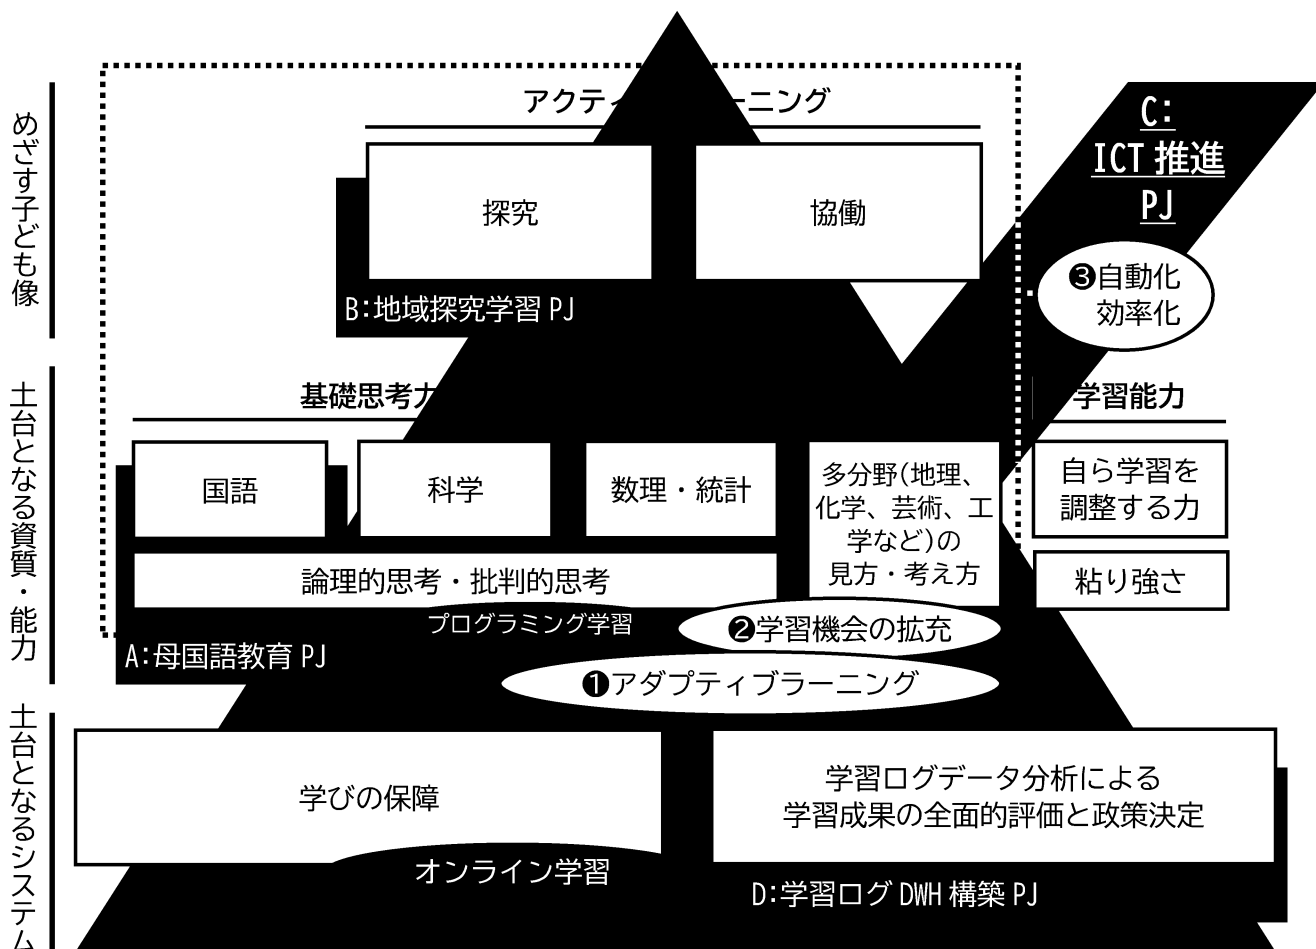 めざす子ども像
アクティ
ーニング
探究
協働
B:地域探究学習 PJ
C:
ICT 推進
PJ
❸自動化
効率化
土台となる資質・能力
基礎思考力
学習能力
国語
科学
数理・統計
多分野(地理、
化学、芸術、工
学など)の
見方・考え方
自ら学習を
調整する力
論理的思考・批判的思考
粘り強さ
プログラミング学習
❷学習機会の拡充
A:母国語教育 PJ
❶アダプティブラーニング
土台となるシステム
学びの保障
学習ログデータ分析による
学習成果の全面的評価と政策決定
オンライン学習
D:学習ログ DWH 構築 PJ